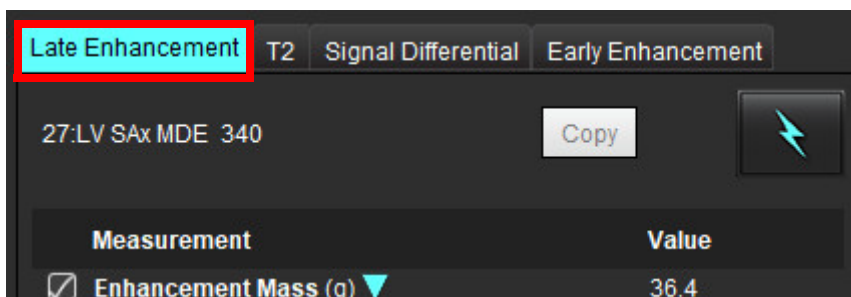 Late Enhancement T2 Signal Differential Early Enhancement
27:LV SAx MDE 340 Copy
Measurement Value
Enhancement Mass (g) 36.4